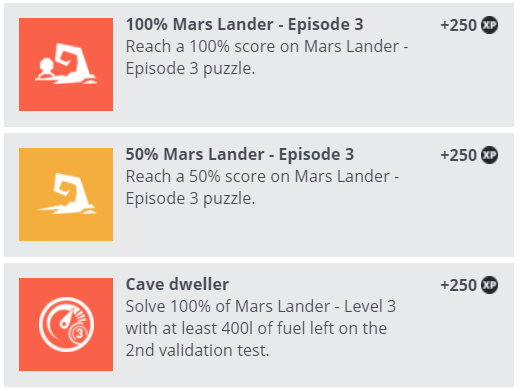 100% Mars Lander - Episode 3
+250 XP
Reach a 100% score on Mars Lander -
Episode 3 puzzle.
50% Mars Lander - Episode 3
+250 XP
Reach a 50% score on Mars Lander -
Episode 3 puzzle.
Cave dweller
+250 XP
Solve 100% of Mars Lander - Level 3
with at least 400l of fuel left on the
2nd validation test.
3